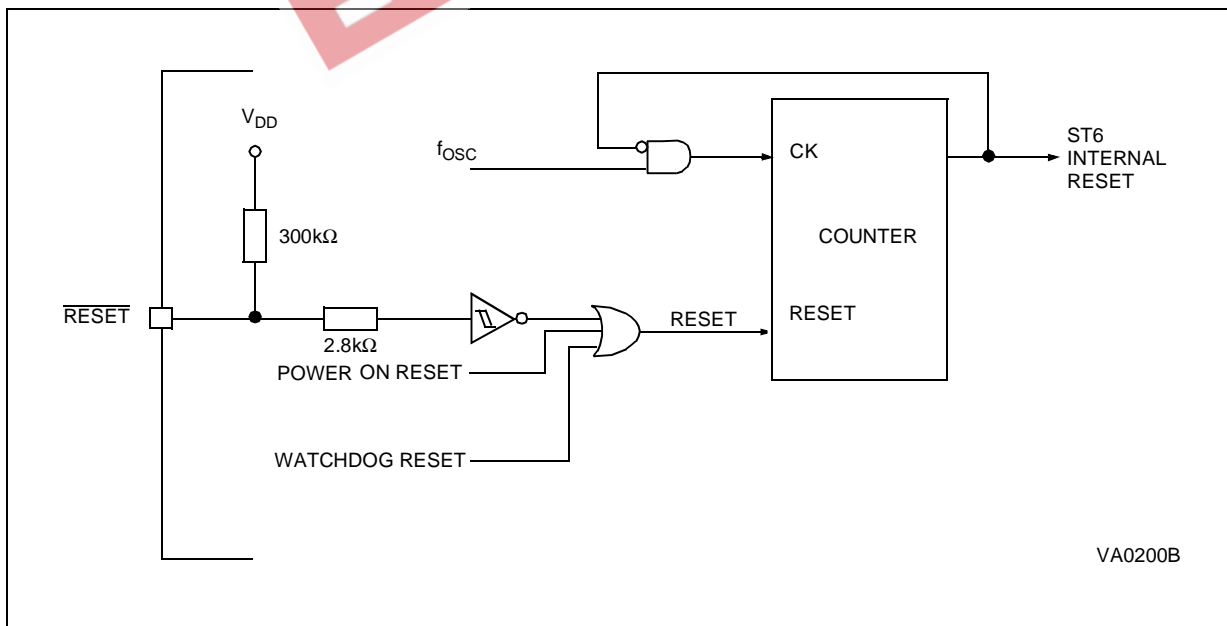 V_DD
f_OSC
CK
ST6
INTERNAL
RESET
300kΩ
COUNTER
RESET
RESET
RESET
2.8kΩ
POWER ON RESET
WATCHDOG RESET
VA0200B